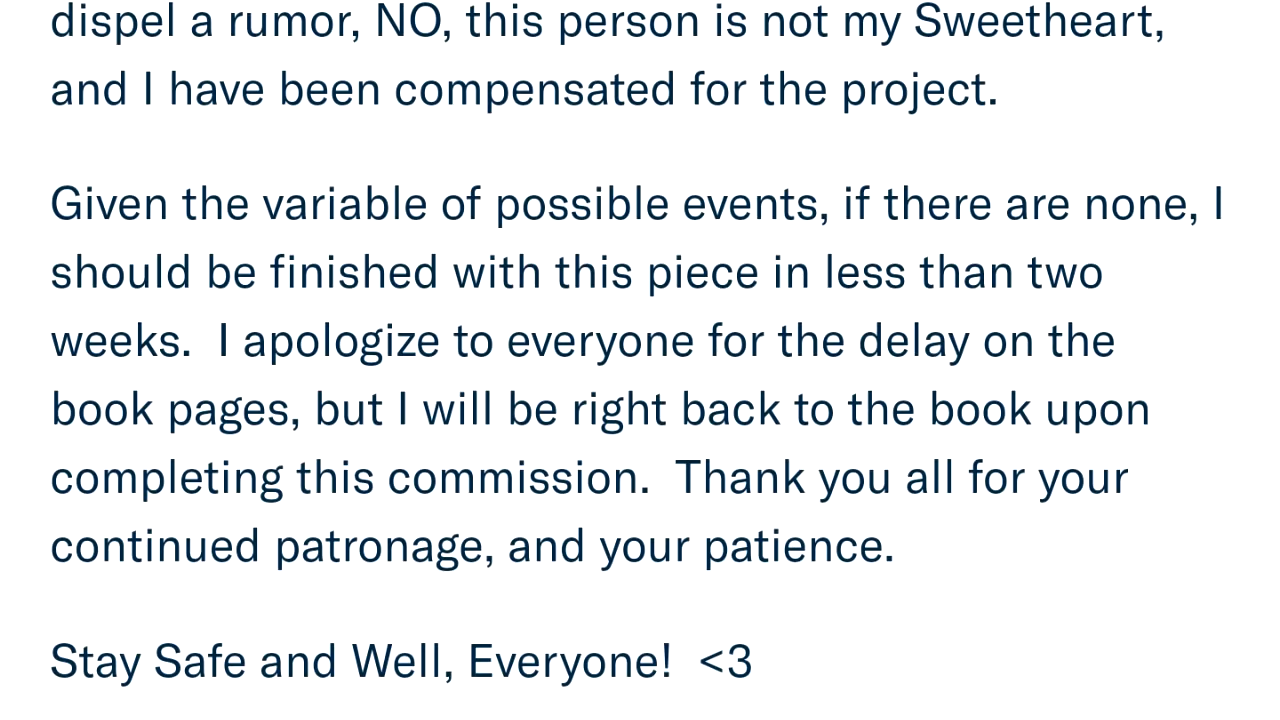 dispel a rumor, NO, this person is not my Sweetheart,
and I have been compensated for the project.
Given the variable of possible events, if there are none, I
should be finished with this piece in less than two
weeks.  I apologize to everyone for the delay on the
book pages, but I will be right back to the book upon
completing this commission.  Thank you all for your
continued patronage, and your patience.
Stay Safe and Well, Everyone!  <3